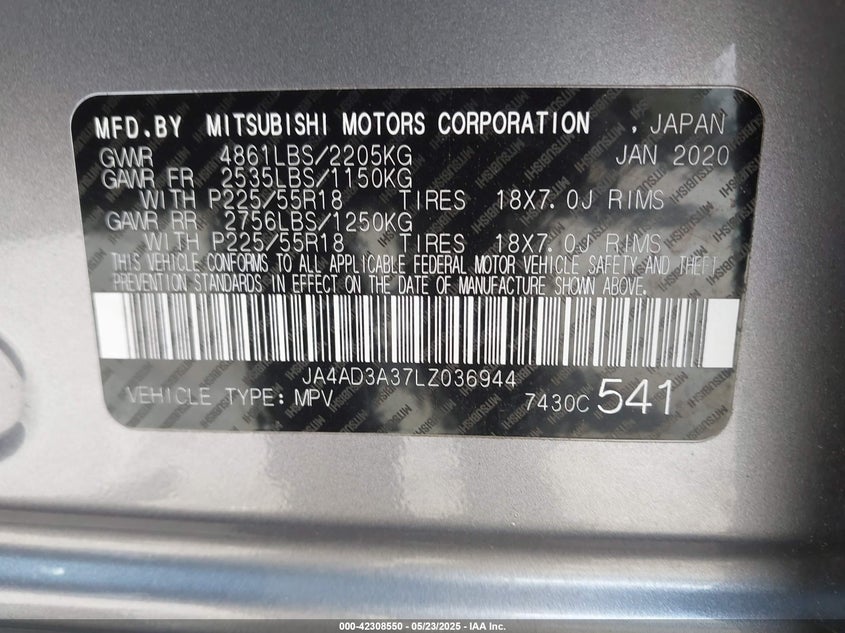 MFD.BY MITSUBISHI MOTORS CORPORATION , JAPAN
GVWR 4861LBS/2205KG JAN 2020
GAWR FR 2535LBS/1150KG
WITH P225/55R18 TIRES 18X7.0J RIMS
GAWR RR 2756LBS/1250KG
WITH P225/55R18 TIRES 18X7.0J RIMS
THIS VEHICLE CONFORMS TO ALL APPLICABLE FEDERAL MOTOR VEHICLE SAFETY AND THEFT
PREVENTION STANDARDS IN EFFECT ON THE DATE OF MANUFACTURE SHOWN ABOVE.
JA4AD3A37LZ036944
VEHICLE TYPE: MPV 7430C 541
000-42308550 - 05/23/2025 - IAA Inc.